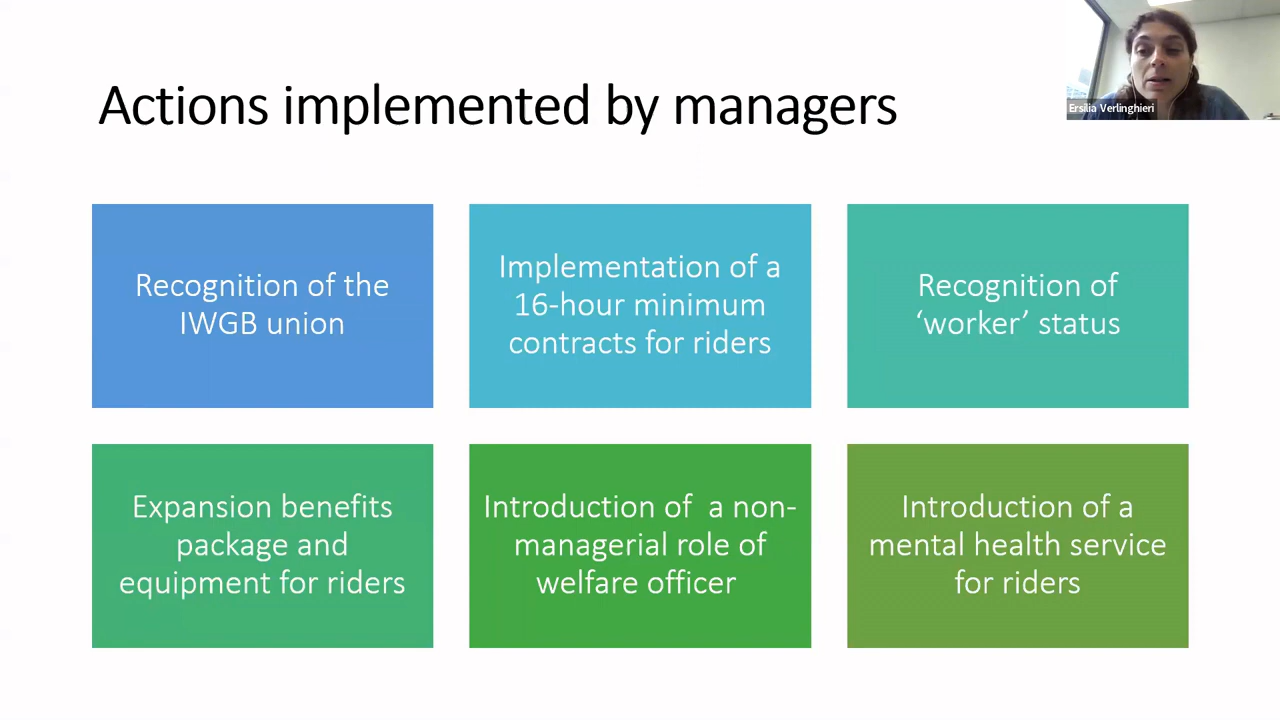 Actions implemented by managers
Ersilia Verlinghieri
Recognition of the
IWGB union
Implementation of a
16-hour minimum
contracts for riders
Recognition of
‘worker’ status
Expansion benefits
package and
equipment for riders
Introduction of  a non-
managerial role of
welfare officer
Introduction of a
mental health service
for riders